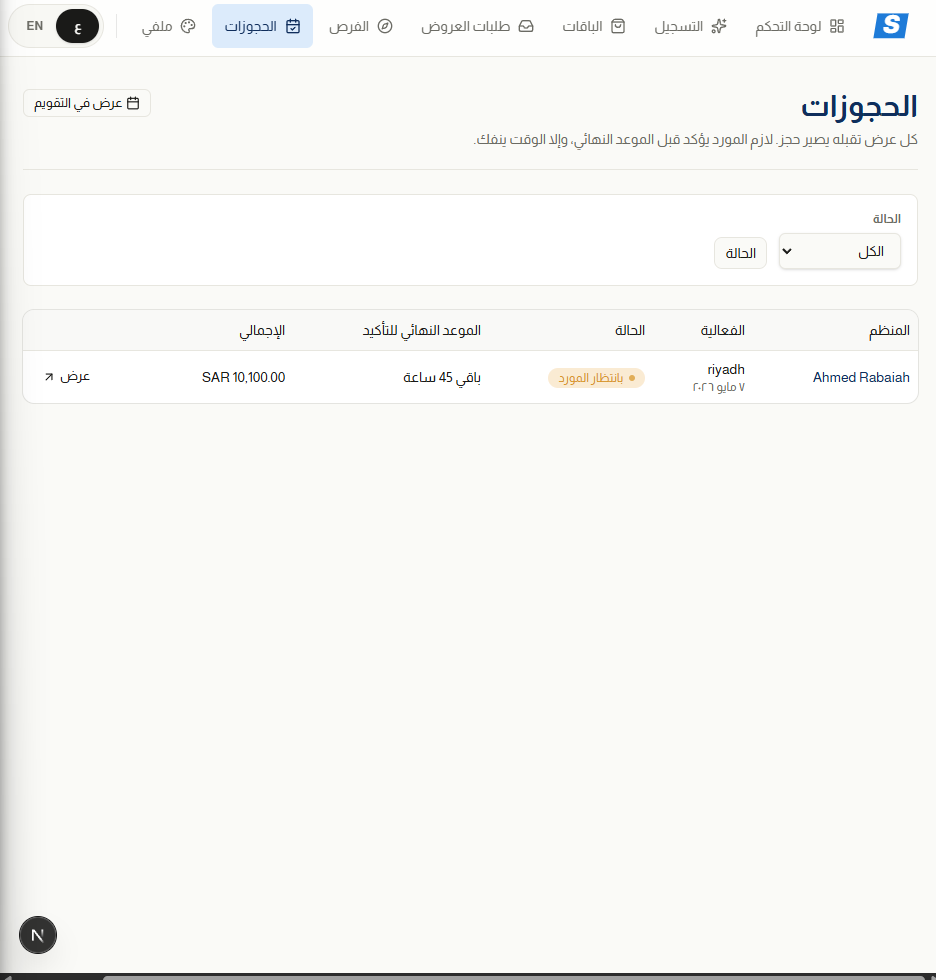 S
لوحة التحكم
التسجيل
الباقات
طلبات العروض
الفرص
الحجوزات
ملفي
ع
EN
الحجوزات
عرض في التقويم
كل عرض تقبله يصير حجز. لازم المورد يؤكد قبل الموعد النهائي، وإلا الوقت ينفك.
الحالة
الكل
الحالة
المنظم الفعالية الحالة الموعد النهائي للتأكيد الإجمالي
Ahmed Rabaiah riyadh بانتظار المورد باقي 45 ساعة SAR 10,100.00 عرض
٧ مايو ٢٠٢٦
N